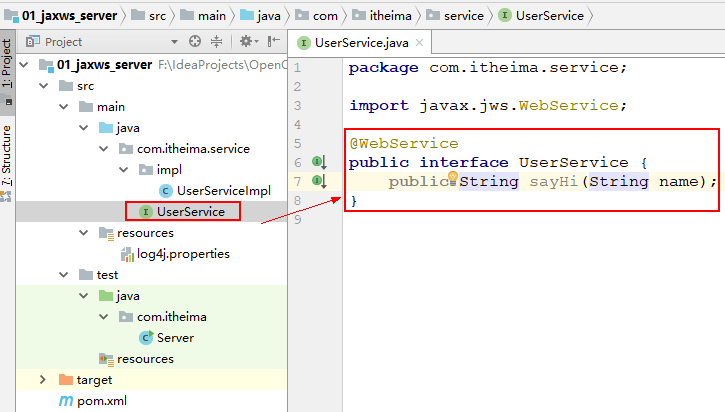 01_jaxws_server src main java com itheima service UserService
1: Project
7: Structure
Project
01_jaxws_server F:\IdeaProjects\OpenC
src
main
java
com.itheima.service
impl
UserServiceImpl
UserService
resources
log4j.properties
test
java
com.itheima
Server
resources
target
pom.xml
UserService.java
1 package com.itheima.service;
2
3 import javax.jws.WebService;
4
5 @WebService
6 public interface UserService {
7 public String sayHi(String name);
8 }
9